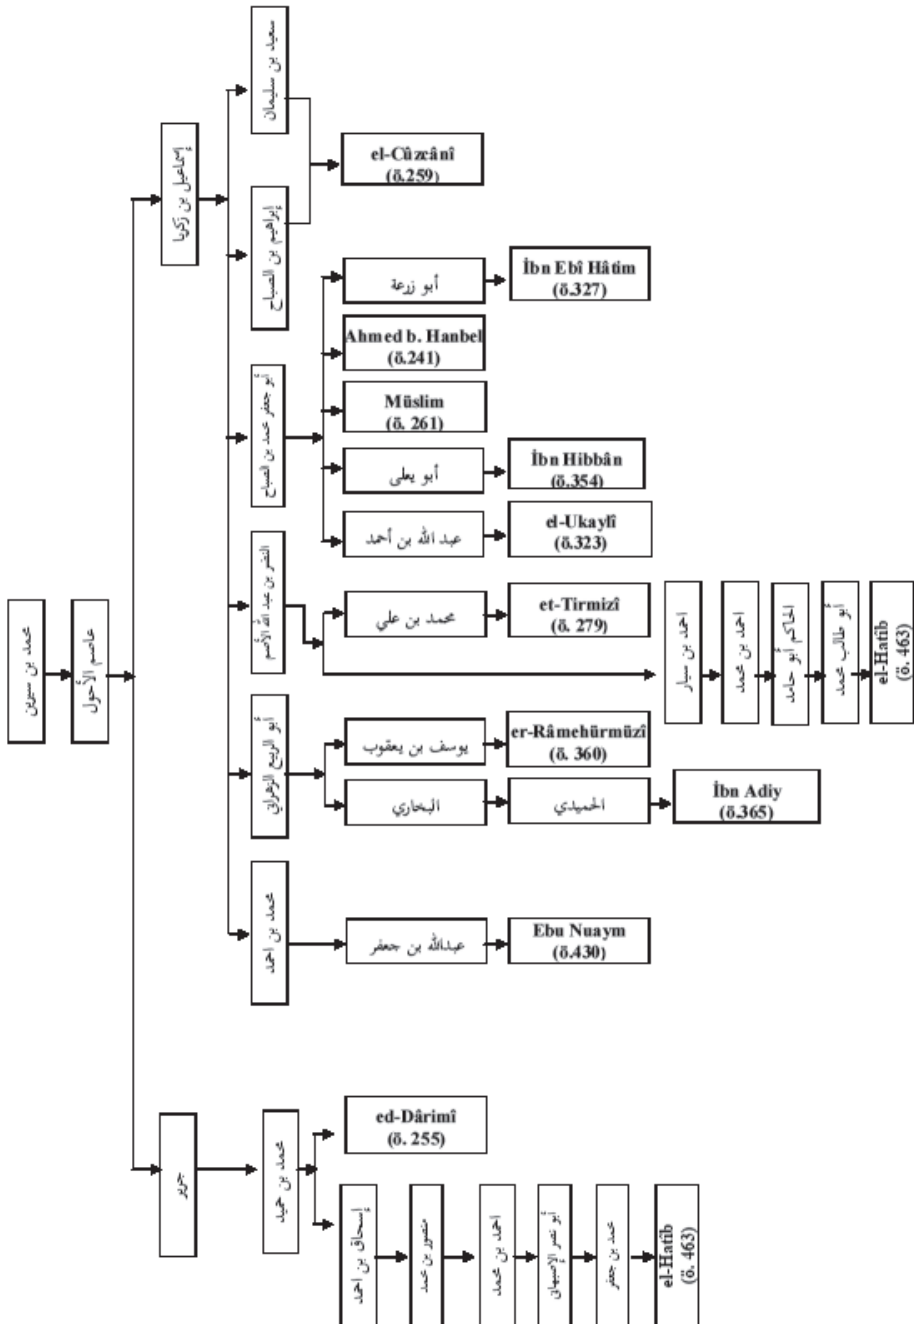 محمد بن سيرين
عاصم الأحول
إسماعيل بن زكريا
سعيد بن سليمان
إبراهيم بن الصباح
el-Cûzcânî
(ö.259)
أبو جعفر محمد بن الصباح
أبو زرعة
İbn Ebî Hâtim
(ö.327)
Ahmed b. Hanbel
(ö.241)
Müslim
(ö. 261)
أبو يعلى
İbn Hibbân
(ö.354)
عبد الله بن أحمد
el-Ukaylî
(ö.323)
النضر بن عبد الله الأصم
محمد بن علي
et-Tirmizî
(ö. 279)
احمد بن سيار
احمد بن محمد
الحاكم أبو حامد
أبو طالب محمد
el-Hatîb
(ö. 463)
أبو الربيع الزهراني
يوسف بن يعقوب
er-Râmehürmüzî
(ö. 360)
البخاري
الحميدي
İbn Adiy
(ö.365)
محمد بن احمد
عبدالله بن جعفر
Ebu Nuaym
(ö.430)
جرير
محمد بن حميد
ed-Dârimî
(ö. 255)
إسحاق بن احمد
منصور بن محمد
احمد بن محمد
أبو نصر الإصبهاني
محمد بن جعفر
el-Hatîb
(ö. 463)